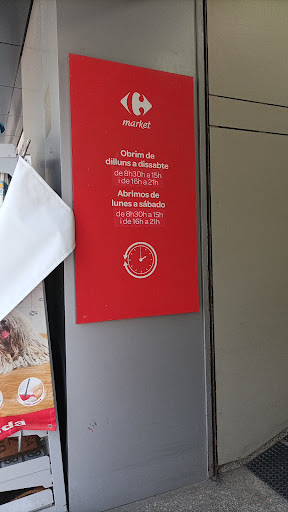 market
Obrim de
dilluns a dissabte
de 8h30h a 15h
i de 16h a 21h
Abrimos de
lunes a sábado
de 8h30h a 15h
i de 16h a 21h
da